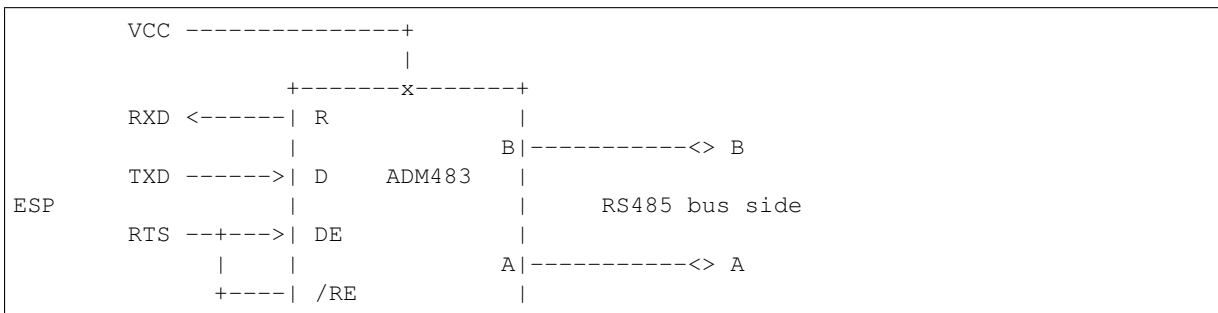 VCC ---------------+
                           |
                   +-------x-------+
        RXD <------| R             |
                   |              B|-----------<> B
        TXD ------>| D    ADM483   |
ESP                |               |     RS485 bus side
        RTS --+--->| DE            |
              |    |              A|-----------<> A
              +----| /RE           |